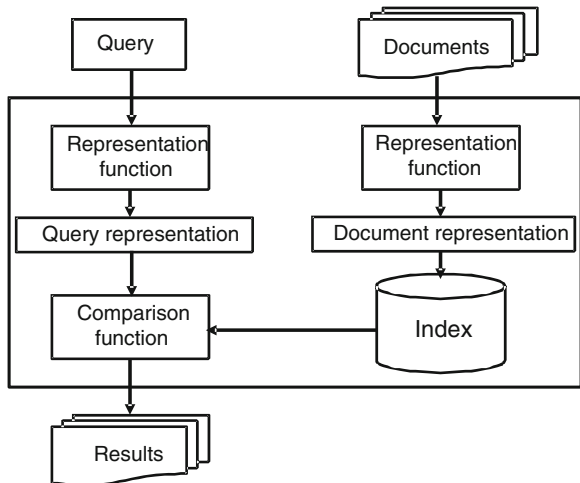 Query
Documents
Representation
function
Representation
function
Query representation
Document representation
Comparison
function
Index
Results